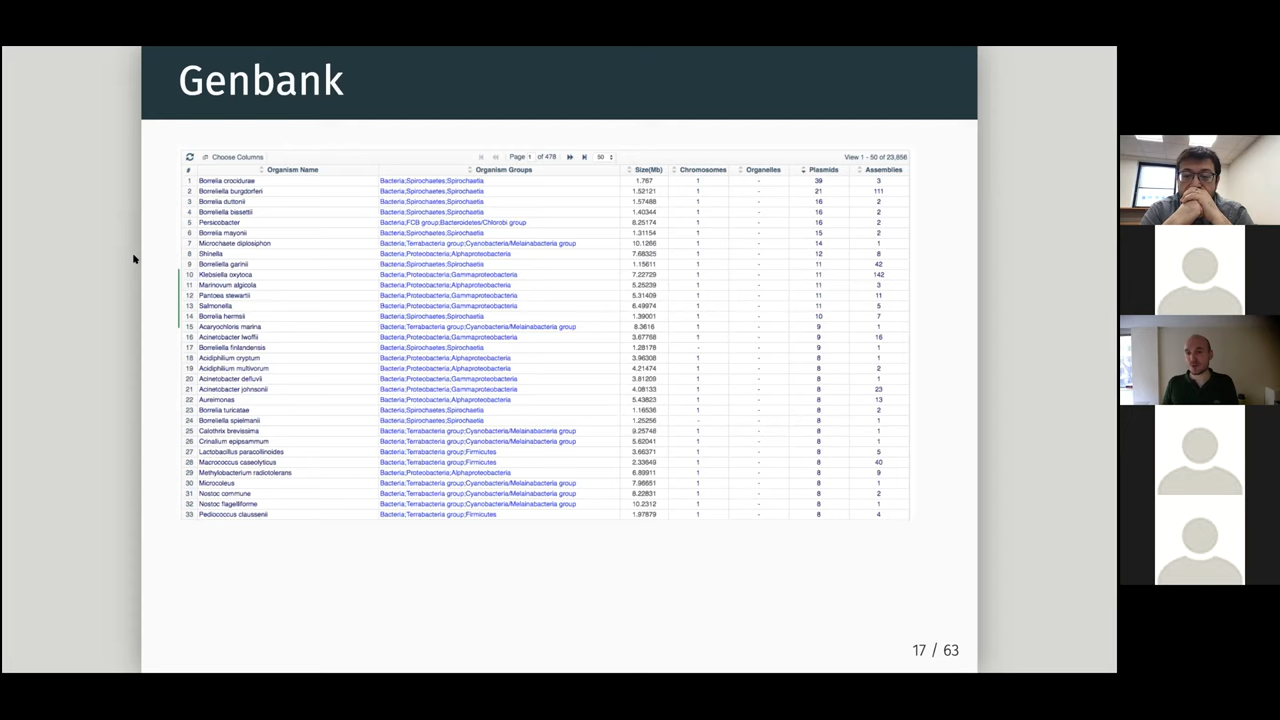 Genbank
Choose Columns Page 1 of 478 50 View 1 - 50 of 23,656
# Organism Name Organism Groups Size(Mb) Chromosomes Organelles Plasmids Assemblies
1 Borrelia crocidurae Bacteria;Spirochaetes;Spirochaetia 1.767 1 - 39 3
2 Borreliella burgdorferi Bacteria;Spirochaetes;Spirochaetia 1.52121 1 - 21 111
3 Borrelia duttonii Bacteria;Spirochaetes;Spirochaetia 1.57488 1 - 16 2
4 Borreliella bissettii Bacteria;Spirochaetes;Spirochaetia 1.40344 1 - 16 2
5 Persicobacter Bacteria;FCB group;Bacteroidetes/Chlorobi group 8.25174 1 - 16 2
6 Borrelia mayonii Bacteria;Spirochaetes;Spirochaetia 1.31154 1 - 15 2
7 Microchaete diplosiphon Bacteria;Terrabacteria group;Cyanobacteria/Melainabacteria group 10.1266 1 - 14 1
8 Shinella Bacteria;Proteobacteria;Alphaproteobacteria 7.68325 1 - 12 8
9 Borreliella garinii Bacteria;Spirochaetes;Spirochaetia 1.15611 1 - 11 42
10 Klebsiella oxytoca Bacteria;Proteobacteria;Gammaproteobacteria 7.22729 1 - 11 142
11 Marinovum algicola Bacteria;Proteobacteria;Alphaproteobacteria 5.25239 1 - 11 3
12 Pantoea stewartii Bacteria;Proteobacteria;Gammaproteobacteria 5.31409 1 - 11 11
13 Salmonella Bacteria;Proteobacteria;Gammaproteobacteria 6.49974 1 - 11 5
14 Borrelia hermsii Bacteria;Spirochaetes;Spirochaetia 1.39001 1 - 10 7
15 Acaryochloris marina Bacteria;Terrabacteria group;Cyanobacteria/Melainabacteria group 8.3616 1 - 9 1
16 Acinetobacter lwoffii Bacteria;Proteobacteria;Gammaproteobacteria 3.67768 1 - 9 16
17 Borreliella finlandensis Bacteria;Spirochaetes;Spirochaetia 1.28178 - - 9 1
18 Acidiphilium cryptum Bacteria;Proteobacteria;Alphaproteobacteria 3.96308 1 - 8 1
19 Acidiphilium multivorum Bacteria;Proteobacteria;Alphaproteobacteria 4.21474 1 - 8 2
20 Acinetobacter defluvii Bacteria;Proteobacteria;Gammaproteobacteria 3.81209 1 - 8 1
21 Acinetobacter johnsonii Bacteria;Proteobacteria;Gammaproteobacteria 4.08133 1 - 8 23
22 Aureimonas Bacteria;Proteobacteria;Alphaproteobacteria 5.43823 1 - 8 13
23 Borrelia turicatae Bacteria;Spirochaetes;Spirochaetia 1.16536 1 - 8 2
24 Borreliella spielmanii Bacteria;Spirochaetes;Spirochaetia 1.25256 - - 8 1
25 Calothrix brevissima Bacteria;Terrabacteria group;Cyanobacteria/Melainabacteria group 9.25748 1 - 8 1
26 Crinalium epipsammum Bacteria;Terrabacteria group;Cyanobacteria/Melainabacteria group 5.62041 1 - 8 1
27 Lactobacillus paracollinoides Bacteria;Terrabacteria group;Firmicutes 3.66371 1 - 8 5
28 Macrococcus caseolyticus Bacteria;Terrabacteria group;Firmicutes 2.33649 1 - 8 40
29 Methylobacterium radiotolerans Bacteria;Proteobacteria;Alphaproteobacteria 6.89911 1 - 8 9
30 Microcoleus Bacteria;Terrabacteria group;Cyanobacteria/Melainabacteria group 7.96651 1 - 8 1
31 Nostoc commune Bacteria;Terrabacteria group;Cyanobacteria/Melainabacteria group 8.22831 1 - 8 2
32 Nostoc flagelliforme Bacteria;Terrabacteria group;Cyanobacteria/Melainabacteria group 10.2312 1 - 8 1
33 Pediococcus claussenii Bacteria;Terrabacteria group;Firmicutes 1.97879 1 - 8 4
17 / 63